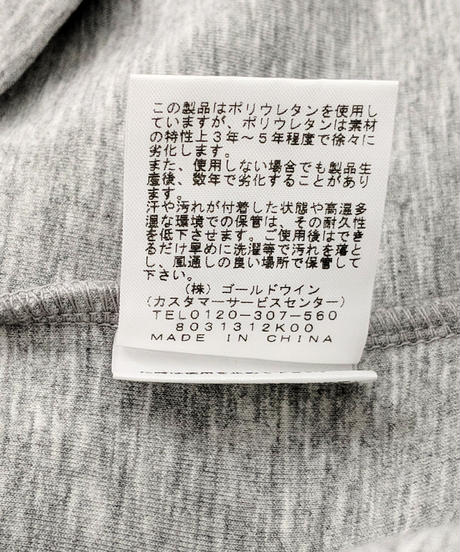 この製品はポリウレタンを使用し
ていますが、ポリウレタンは素材
の特性上３年～５年程度で徐々に
劣化します。
また、使用しない場合でも製品生
産後、数年で劣化することがあり
ます。
汗や汚れが付着した状態や高温多
湿な環境での保管は、その耐久性
を低下させます。ご使用後はでき
るだけ早めに洗濯等で汚れを落と
し、風通しの良い場所で保管して
下さい。
（株）ゴールドウイン
（カスタマーサービスセンター）
TEL0120-307-560
8031312K00
MADE IN CHINA